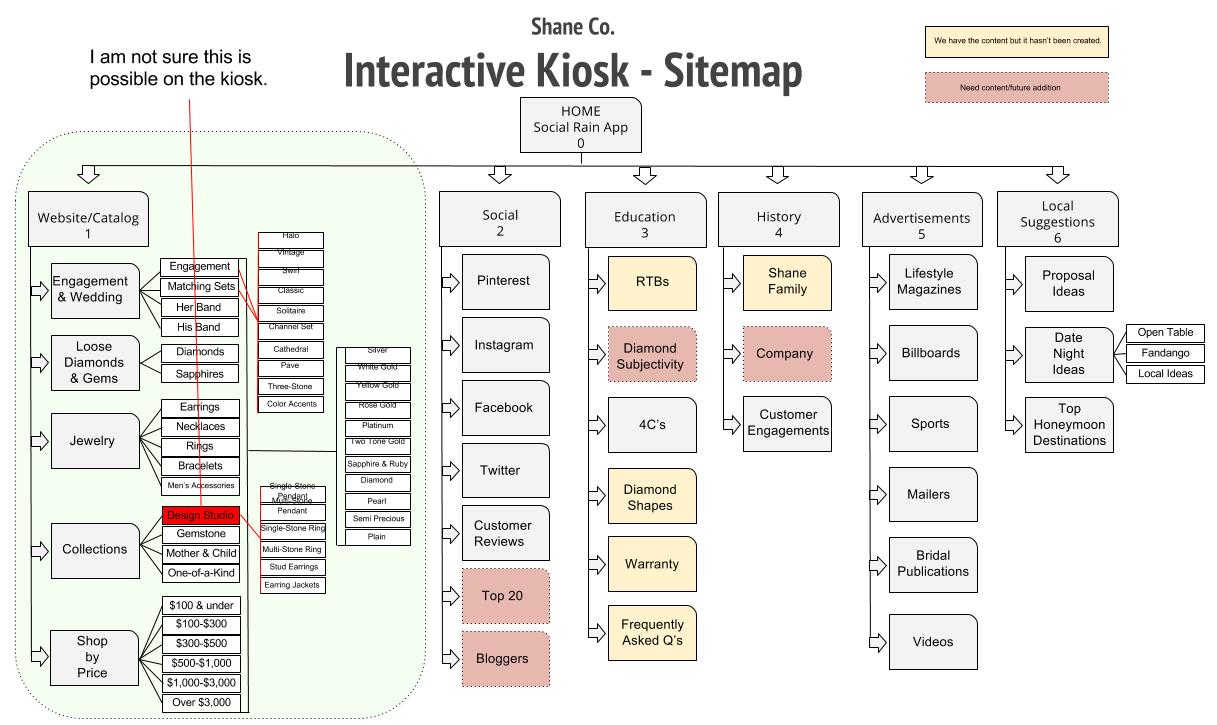 Shane Co.
Interactive Kiosk - Sitemap
I am not sure this is
possible on the kiosk.
We have the content but it hasn't been created.
Need content/future addition
HOME
Social Rain App
0
Website/Catalog
1
Engagement
& Wedding
Engagement
Matching Sets
Her Band
His Band
Loose
Diamonds
& Gems
Diamonds
Sapphires
Jewelry
Earrings
Necklaces
Rings
Bracelets
Men's Accessories
Collections
Design Studio
Gemstone
Mother & Child
One-of-a-Kind
Shop
by
Price
$100 & under
$100-$300
$300-$500
$500-$1,000
$1,000-$3,000
Over $3,000
Halo
Vintage
Swirl
Classic
Solitaire
Channel Set
Cathedral
Pave
Three-Stone
Color Accents
Single Stone
Pendant
Multi-Stone
Pendant
Single-Stone Ring
Multi-Stone Ring
Stud Earrings
Earring Jackets
Silver
White Gold
Yellow Gold
Rose Gold
Platinum
Two Tone Gold
Sapphire & Ruby
Diamond
Pearl
Semi Precious
Plain
Social
2
Pinterest
Instagram
Facebook
Twitter
Customer
Reviews
Top 20
Bloggers
Education
3
RTBs
Diamond
Subjectivity
4C's
Diamond
Shapes
Warranty
Frequently
Asked Q's
History
4
Shane
Family
Company
Customer
Engagements
Advertisements
5
Lifestyle
Magazines
Billboards
Sports
Mailers
Bridal
Publications
Videos
Local
Suggestions
6
Proposal
Ideas
Date
Night
Ideas
Open Table
Fandango
Local Ideas
Top
Honeymoon
Destinations